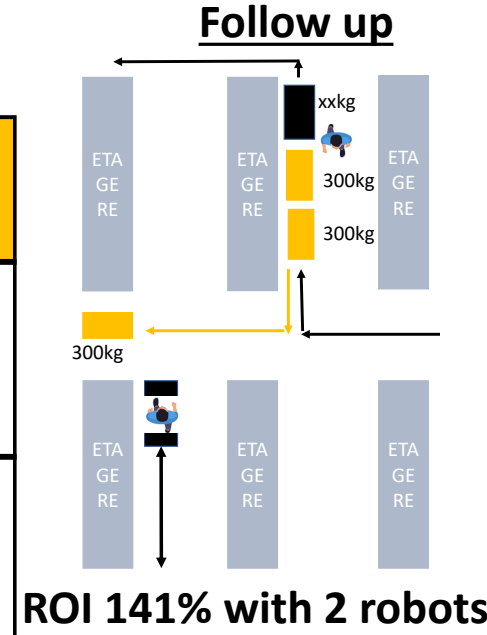 Follow up
xxkg
ETA
GE
RE
ETA
GE
RE
ETA
GE
RE
300kg
300kg
300kg
ETA
GE
RE
ETA
GE
RE
ETA
GE
RE
ROI 141% with 2 robots